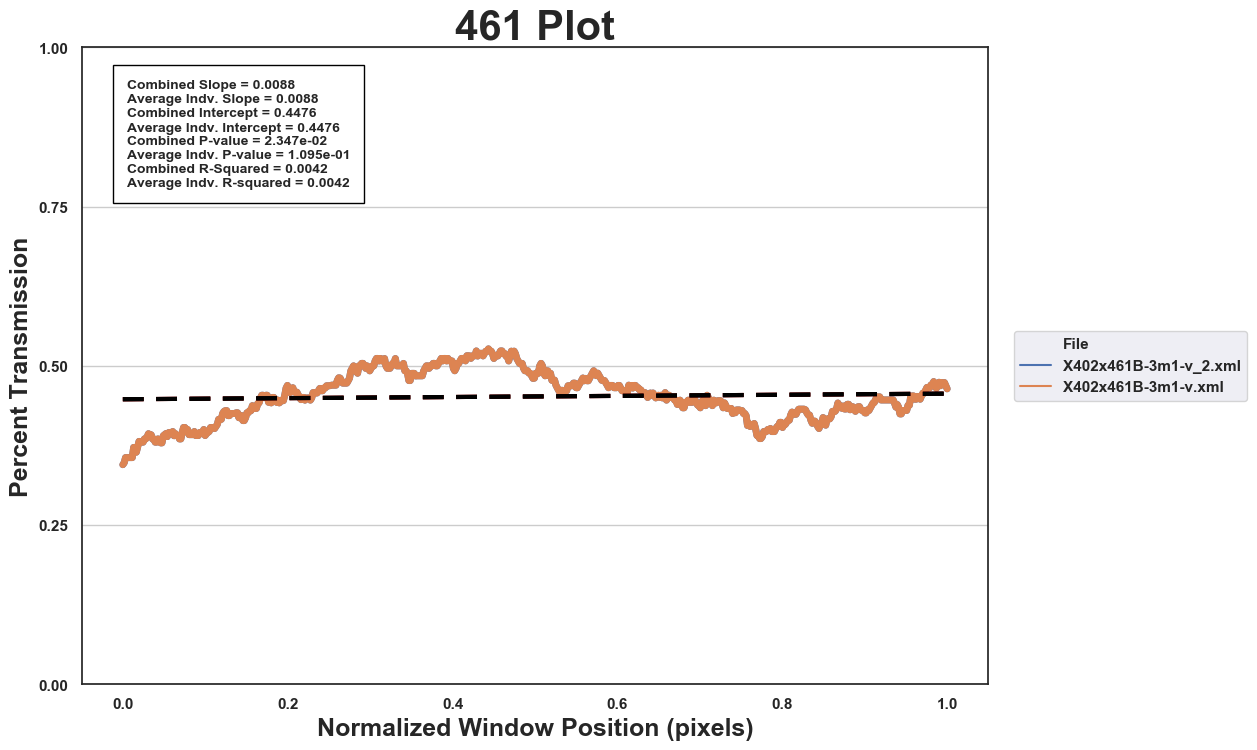 461 Plot
1.00
Combined Slope = 0.0088
Average Indv. Slope = 0.0088
Combined Intercept = 0.4476
Average Indv. Intercept = 0.4476
Combined P-value = 2.347e-02
Average Indv. P-value = 1.095e-01
Combined R-Squared = 0.0042
Average Indv. R-squared = 0.0042
0.75
Percent Transmission
0.50
0.25
0.00
0.0 0.2 0.4 0.6 0.8 1.0
Normalized Window Position (pixels)
File
X402x461B-3m1-v_2.xml
X402x461B-3m1-v.xml